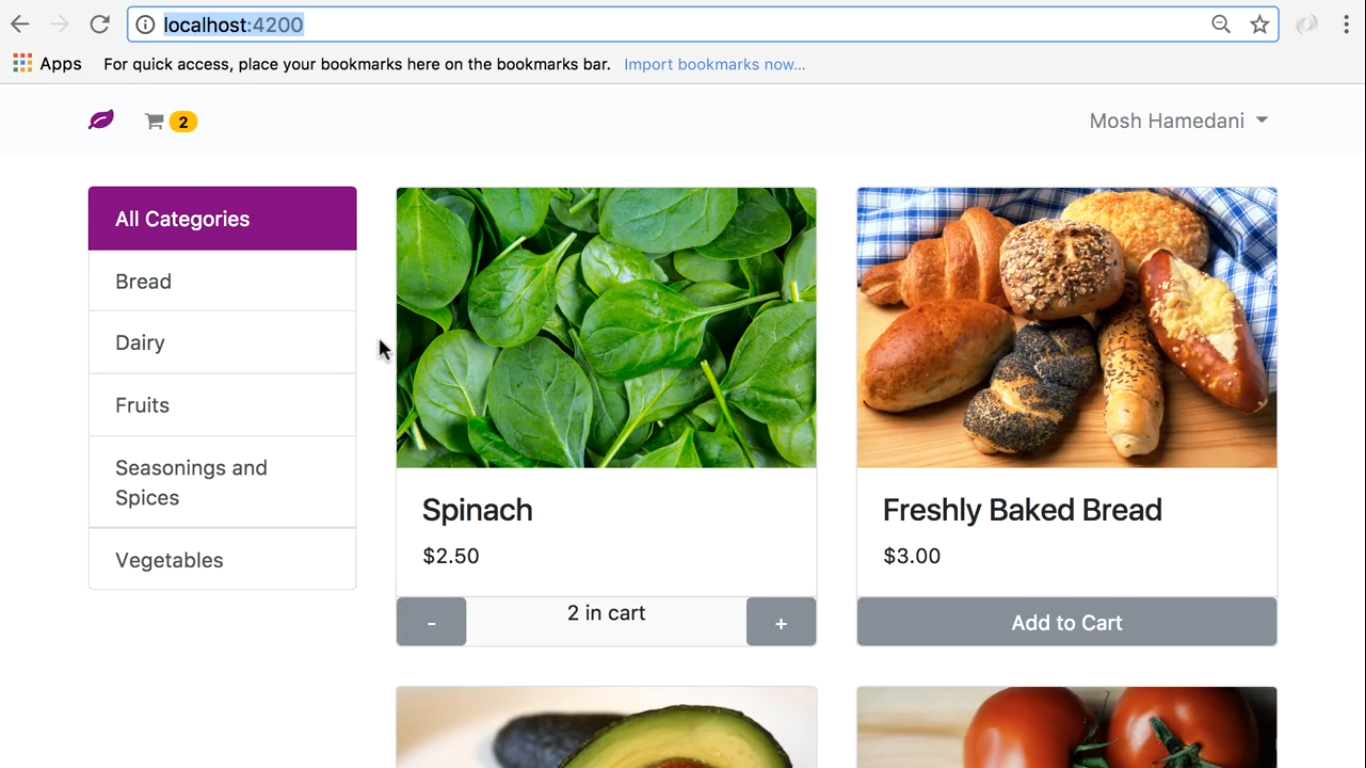 localhost:4200
Apps For quick access, place your bookmarks here on the bookmarks bar. Import bookmarks now...
2 Mosh Hamedani
All Categories
Bread
Dairy
Fruits
Seasonings and
Spices
Vegetables
Spinach
$2.50
- 2 in cart +
Freshly Baked Bread
$3.00
Add to Cart